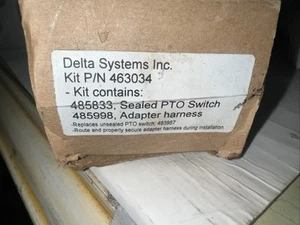 Delta Systems Inc.
Kit P/N 463034
- Kit contains:
485833, Sealed PTO Switch
485998, Adapter harness
-Replaces unsealed PTO switch, 483957
-Route and properly secure adapter harness during installation